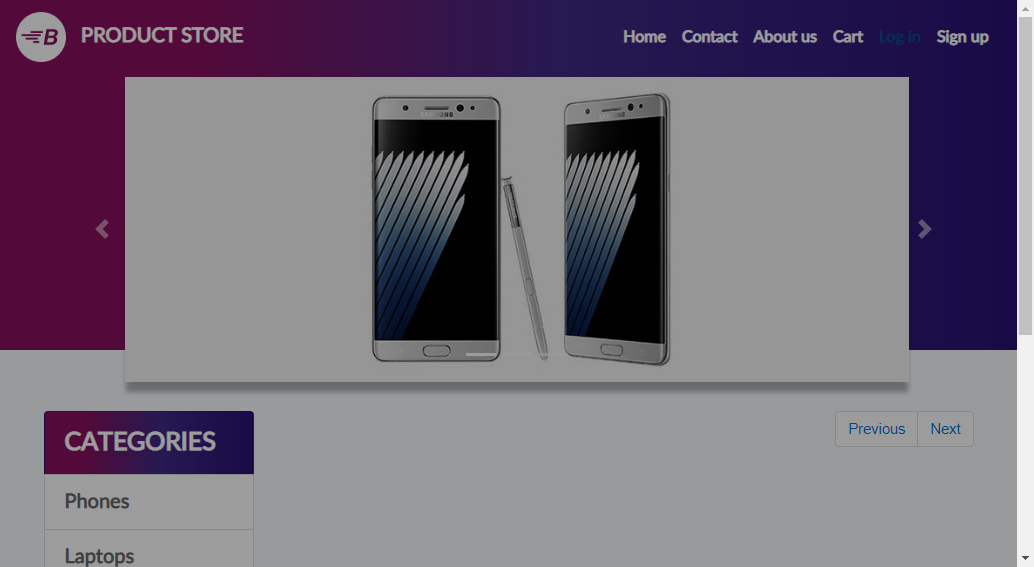 B PRODUCT STORE
Home Contact About us Cart Log in Sign up
SAMSUNG SAMSUNG
CATEGORIES
Previous Next
Phones
Laptops